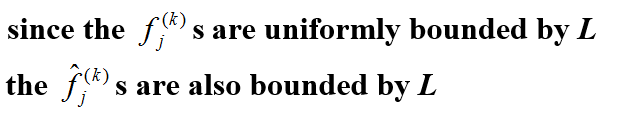 since the $f_j^{(k)}$ s are uniformly bounded by $L$
the $\hat{f}_j^{(k)}$ s are also bounded by $L$